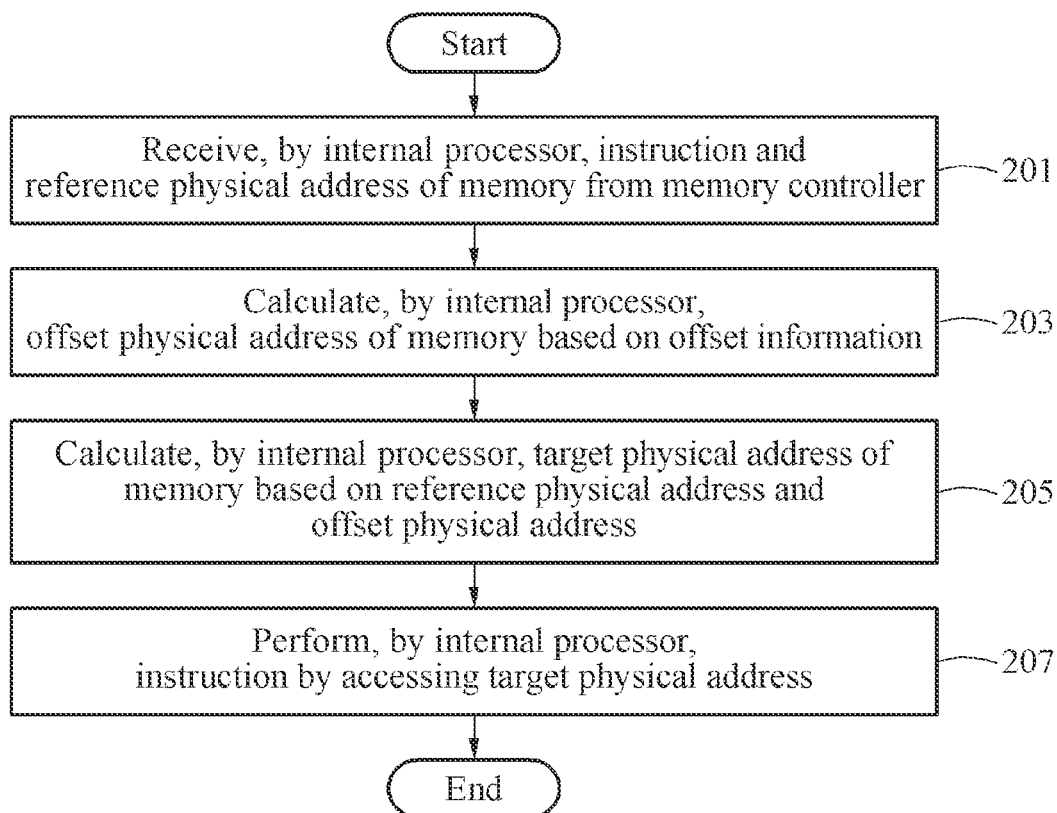 Start
Receive, by internal processor, instruction and
reference physical address of memory from memory controller
201
Calculate, by internal processor,
offset physical address of memory based on offset information
203
Calculate, by internal processor, target physical address of
memory based on reference physical address and
offset physical address
205
Perform, by internal processor,
instruction by accessing target physical address
207
End